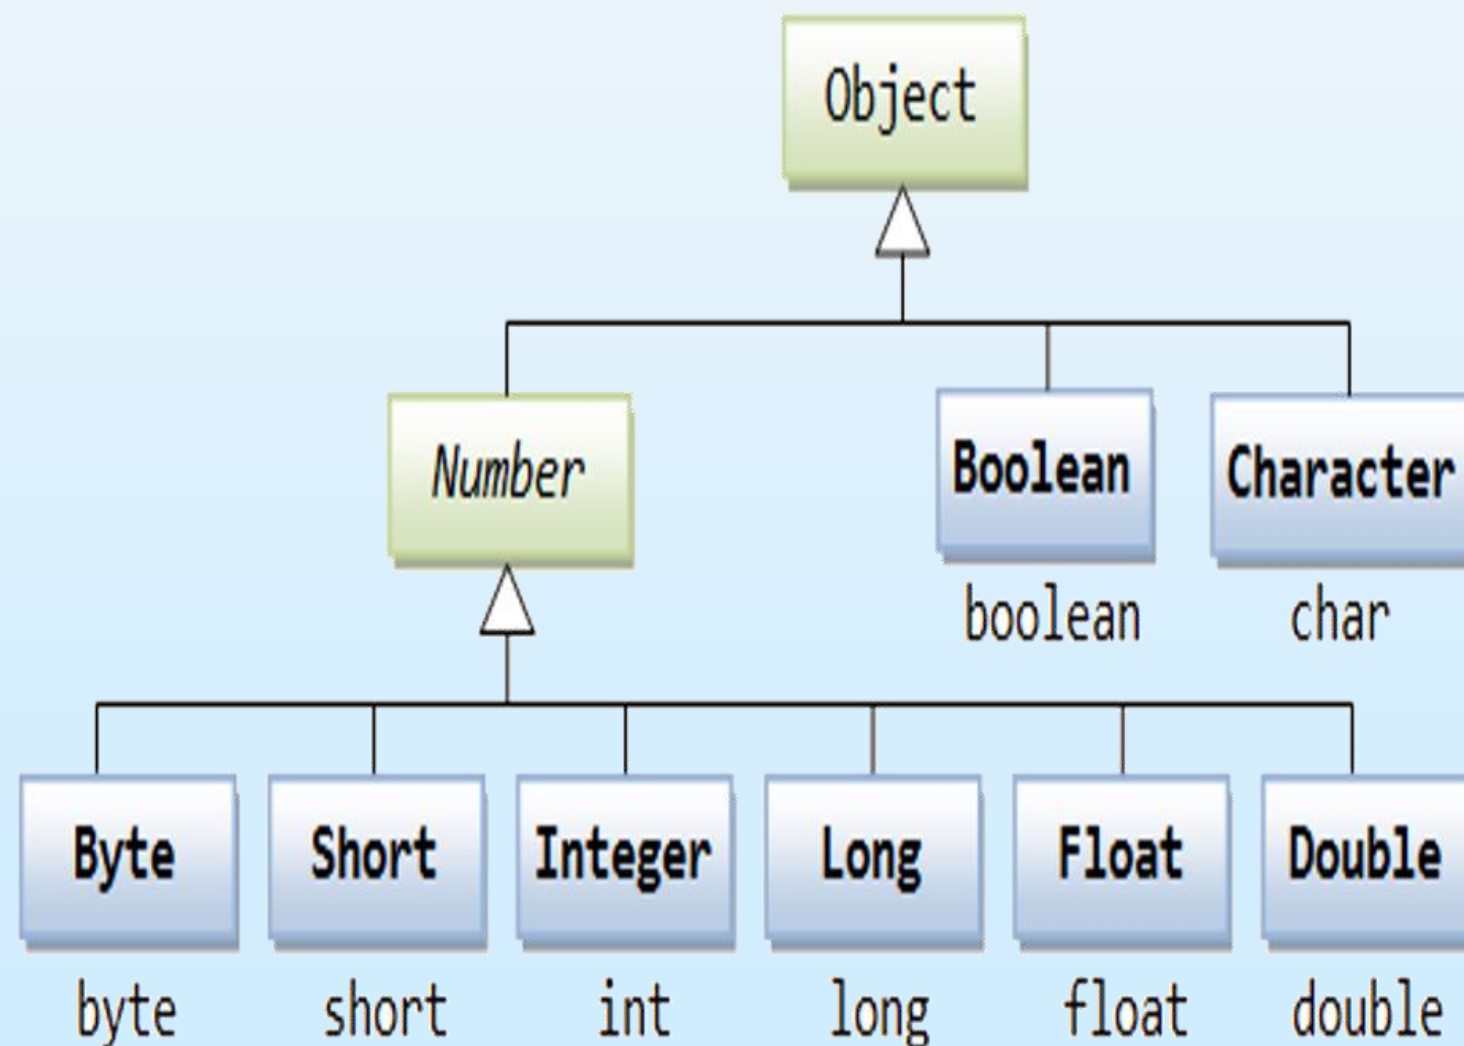 Object
Number Boolean Character
boolean char
Byte Short Integer Long Float Double
byte short int long float double